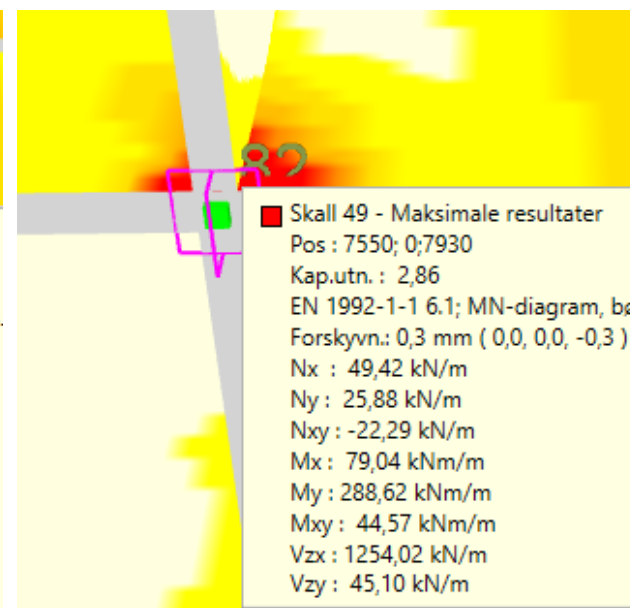 82
Skall 49 - Maksimale resultater
Pos : 7550; 0;7930
Kap.utn. : 2,86
EN 1992-1-1 6.1; MN-diagram, bø
Forskyvn.: 0,3 mm ( 0,0, 0,0, -0,3 )
Nx : 49,42 kN/m
Ny : 25,88 kN/m
Nxy : -22,29 kN/m
Mx : 79,04 kNm/m
My : 288,62 kNm/m
Mxy : 44,57 kNm/m
Vzx : 1254,02 kN/m
Vzy : 45,10 kN/m